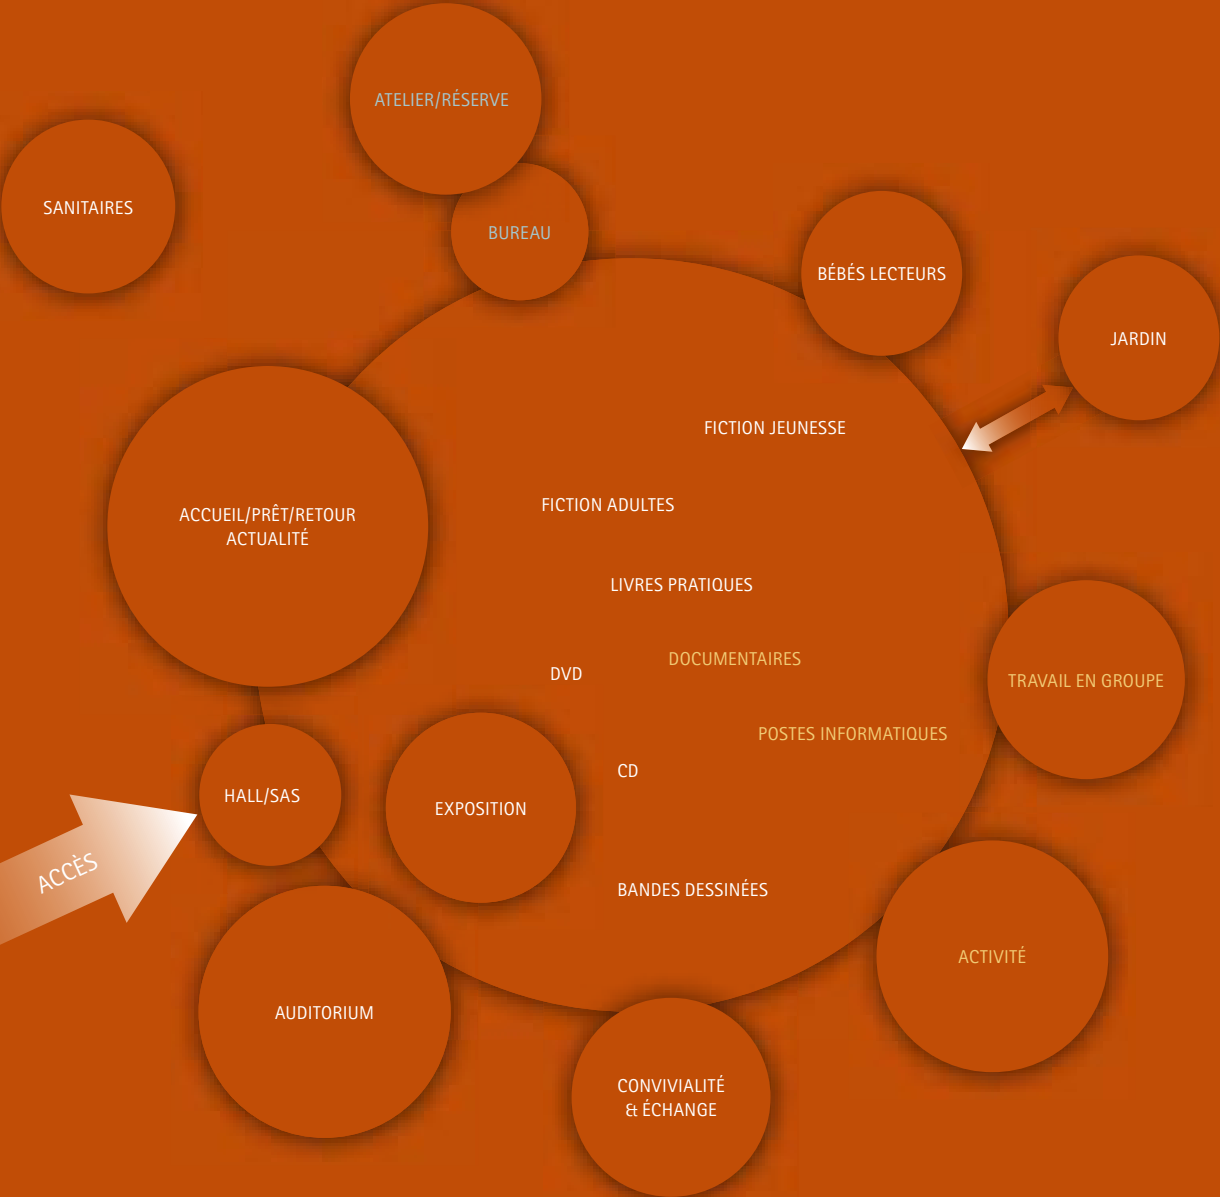 ATELIER/RÉSERVE
SANITAIRES
BUREAU
BÉBÉS LECTEURS
JARDIN
FICTION JEUNESSE
FICTION ADULTES
ACCUEIL/PRÊT/RETOUR
ACTUALITÉ
LIVRES PRATIQUES
DOCUMENTAIRES
DVD
TRAVAIL EN GROUPE
POSTES INFORMATIQUES
CD
HALL/SAS
EXPOSITION
ACCÈS
BANDES DESSINÉES
ACTIVITÉ
AUDITORIUM
CONVIVIALITÉ
& ÉCHANGE